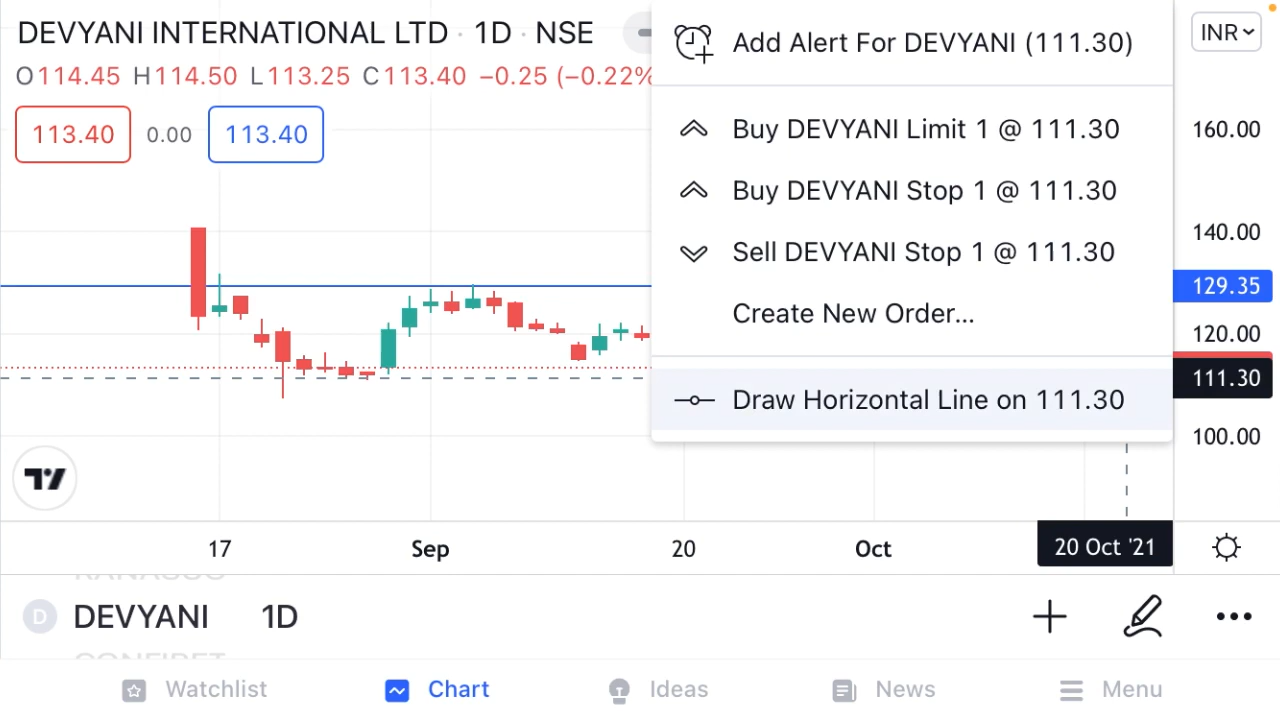 DEVYANI INTERNATIONAL LTD · 1D · NSE
O114.45 H114.50 L113.25 C113.40 −0.25 (−0.22%
113.40 0.00 113.40
Add Alert For DEVYANI (111.30)
Buy DEVYANI Limit 1 @ 111.30
Buy DEVYANI Stop 1 @ 111.30
Sell DEVYANI Stop 1 @ 111.30
Create New Order...
Draw Horizontal Line on 111.30
INR
160.00
140.00
129.35
120.00
111.30
100.00
17 Sep 20 Oct 20 Oct '21
D DEVYANI 1D
Watchlist Chart Ideas News Menu